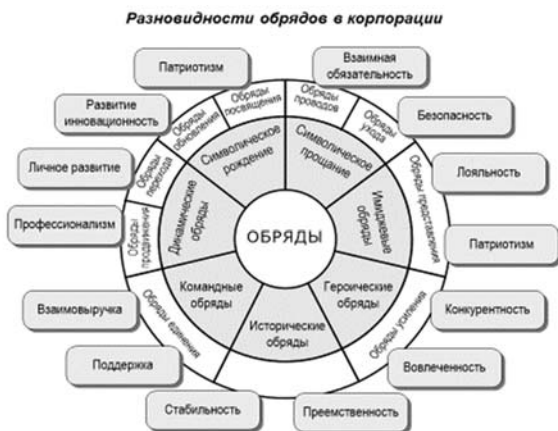 Разновидности обрядов в корпорации
Патриотизм
Взаимная
обязательность
Развитие
инновационность
Безопасность
Личное развитие
Лояльность
Профессионализм
Патриотизм
Взаимовыручка
Конкурентность
Поддержка
Вовлеченность
Стабильность
Преемственность
Обряды
посвящения
Обряды
проводов
Обряды
обновления
Обряды
ухода
Обряды
перехода
Обряды представления
Обряды
продвижения
Обряды единения
Обряды усиления
Символическое
рождение
Символическое
прощание
Динамические
обряды
Имиджевые
обряды
Командные
обряды
Героические
обряды
Исторические
обряды
ОБРЯДЫ